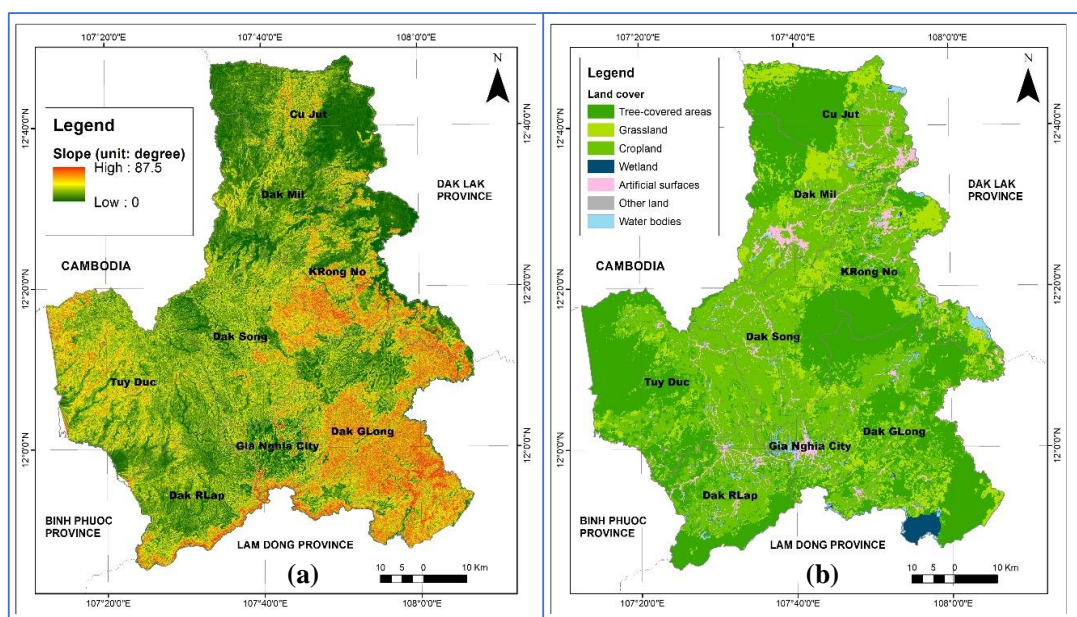 107°20'0"E
107°40'0"E
108°0'0"E
12°40'0"N
12°20'0"N
12°0'0"N
N
Legend
Slope (unit: degree)
High : 87.5
Low : 0
Cu Jut
Dak Mil
DAK LAK
PROVINCE
CAMBODIA
KRong No
Dak Song
Tuy Duc
Dak GLong
Gia Nghia City
Dak RLap
BINH PHUOC
PROVINCE
LAM DONG PROVINCE
(a)
10 5 0 10 Km
107°20'0"E
107°40'0"E
108°0'0"E
107°20'0"E
107°40'0"E
108°0'0"E
12°40'0"N
12°20'0"N
12°0'0"N
N
Legend
Land cover
Tree-covered areas
Grassland
Cropland
Wetland
Artificial surfaces
Other land
Water bodies
Cu Jut
Dak Mil
DAK LAK
PROVINCE
CAMBODIA
KRong No
Dak Song
Tuy Duc
Dak GLong
Gia Nghia City
Dak RLap
BINH PHUOC
PROVINCE
LAM DONG PROVINCE
(b)
10 5 0 10 Km
107°20'0"E
107°40'0"E
108°0'0"E